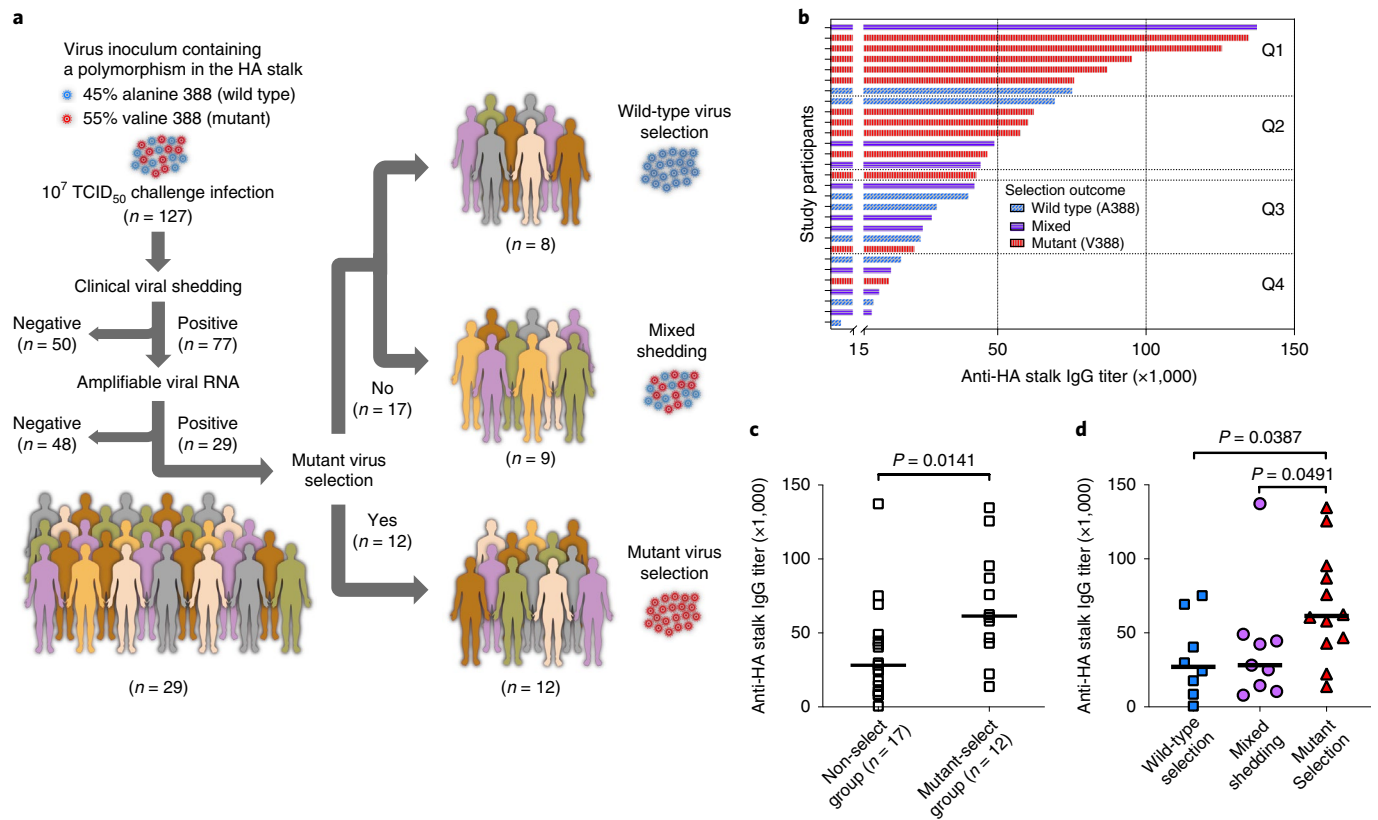 a
Virus inoculum containing
a polymorphism in the HA stalk
45% alanine 388 (wild type)
55% valine 388 (mutant)
10⁷ TCID₅₀ challenge infection
(n = 127)
Clinical viral shedding
Negative
(n = 50)
Positive
(n = 77)
Amplifiable viral RNA
Negative
(n = 48)
Positive
(n = 29)
(n = 29)
Mutant virus
selection
No
(n = 17)
Yes
(n = 12)
Wild-type virus
selection
(n = 8)
Mixed
shedding
(n = 9)
Mutant virus
selection
(n = 12)
b
Study participants
Q1
Q2
Q3
Q4
Selection outcome
Wild type (A388)
Mixed
Mutant (V388)
1 5 50 100 150
Anti-HA stalk IgG titer (×1,000)
c
P = 0.0141
Anti-HA stalk IgG titer (×1,000)
150
100
50
0
Non-select
group (n = 17)
Mutant-select
group (n = 12)
d
P = 0.0387
P = 0.0491
Anti-HA stalk IgG titer (×1,000)
150
100
50
0
Wild-type
selection
Mixed
shedding
Mutant
Selection